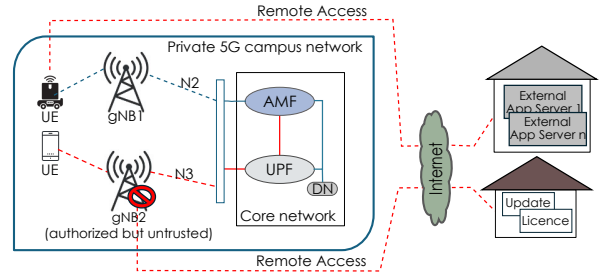 Remote Access
Private 5G campus network
UE
gNB1
N2
AMF
External
App Server 1
External
App Server n
UE
gNB2
(authorized but untrusted)
N3
UPF
DN
Core network
Internet
Update
Licence
Remote Access